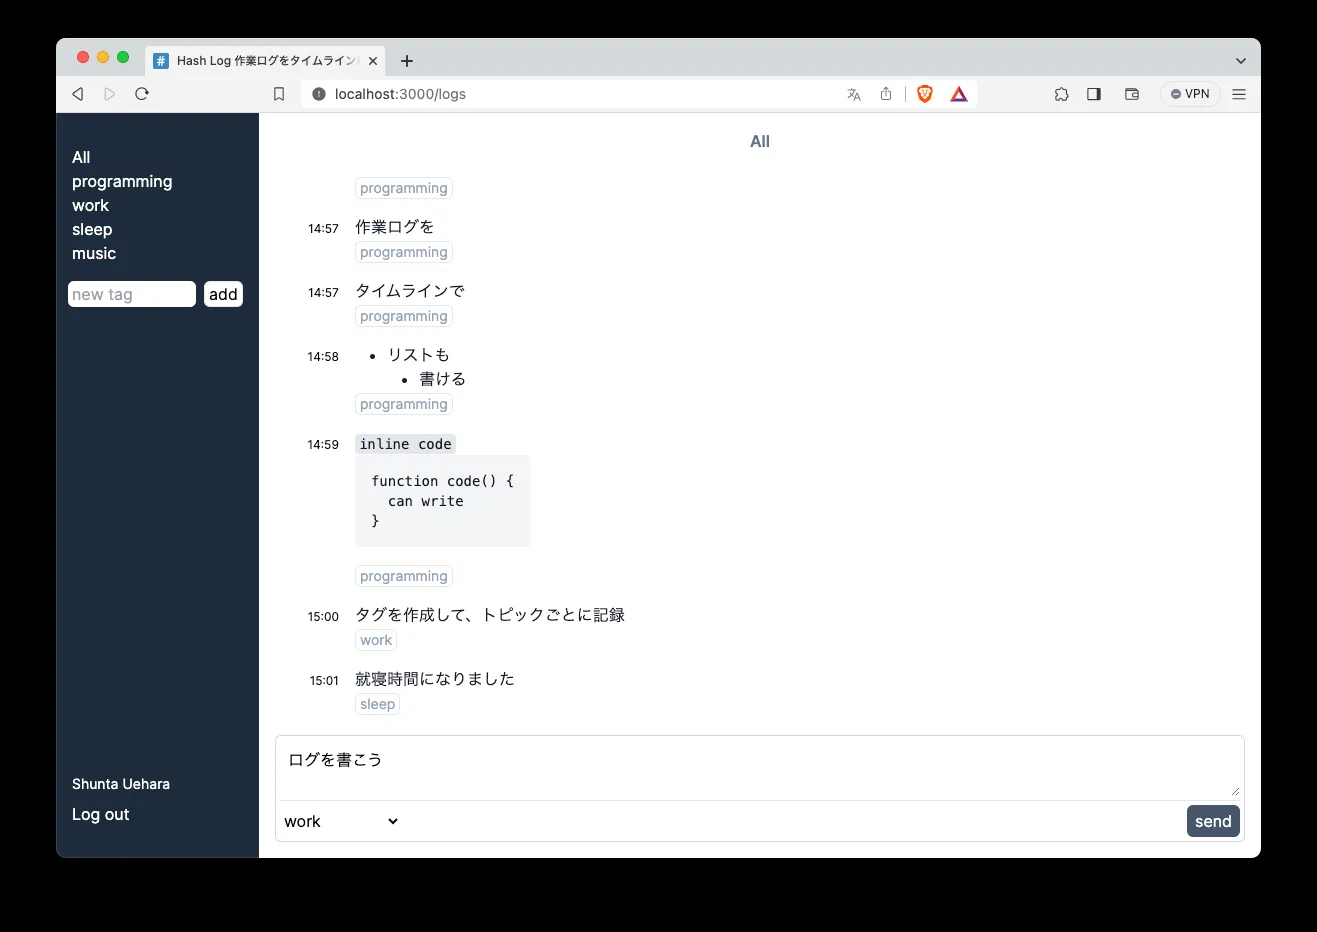 Hash Log 作業ログをタイムライン
localhost:3000/logs
VPN
All
programming
work
sleep
music
new tag
add
Shunta Uehara
Log out
All
programming
14:57 作業ログを
programming
14:57 タイムラインで
programming
14:58 • リストも
• 書ける
programming
14:59 inline code
function code() {
  can write
}
programming
15:00 タグを作成して、トピックごとに記録
work
15:01 就寝時間になりました
sleep
ログを書こう
work
send